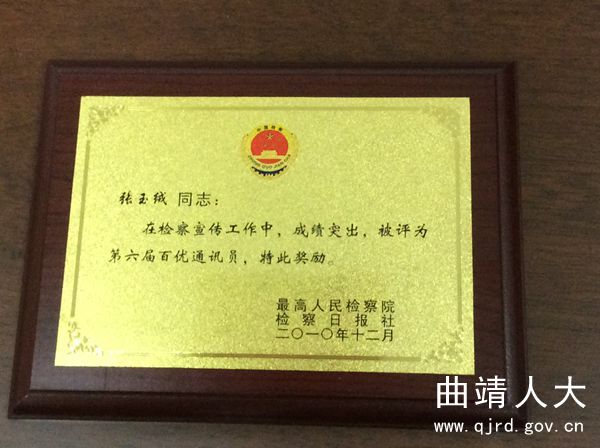 张玉绒 同志：
在检察宣传工作中，成绩突出，被评为
第六届百优通讯员，特此奖励。
最高人民检察院
检察日报社
二〇一〇年十二月
曲靖人大
www.qjrd.gov.cn